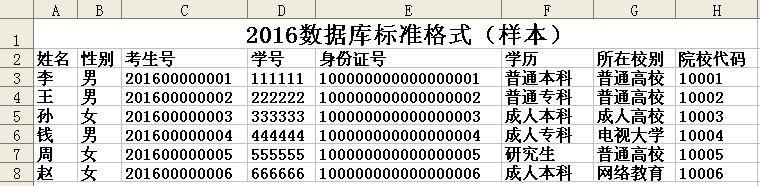 A B C D E F G H
1 2016数据库标准格式（样本）
2 姓名 性别 考生号 学号 身份证号 学历 所在校别 院校代码
3 李 男 201600000001 111111 100000000000000001 普通本科 普通高校 10001
4 王 男 201600000002 222222 100000000000000002 普通专科 普通高校 10002
5 孙 女 201600000003 333333 100000000000000003 成人本科 成人高校 10003
6 钱 男 201600000004 444444 100000000000000004 成人专科 电视大学 10004
7 周 女 201600000005 555555 100000000000000005 研究生 普通高校 10005
8 赵 女 201600000006 666666 100000000000000006 成人本科 网络教育 10006